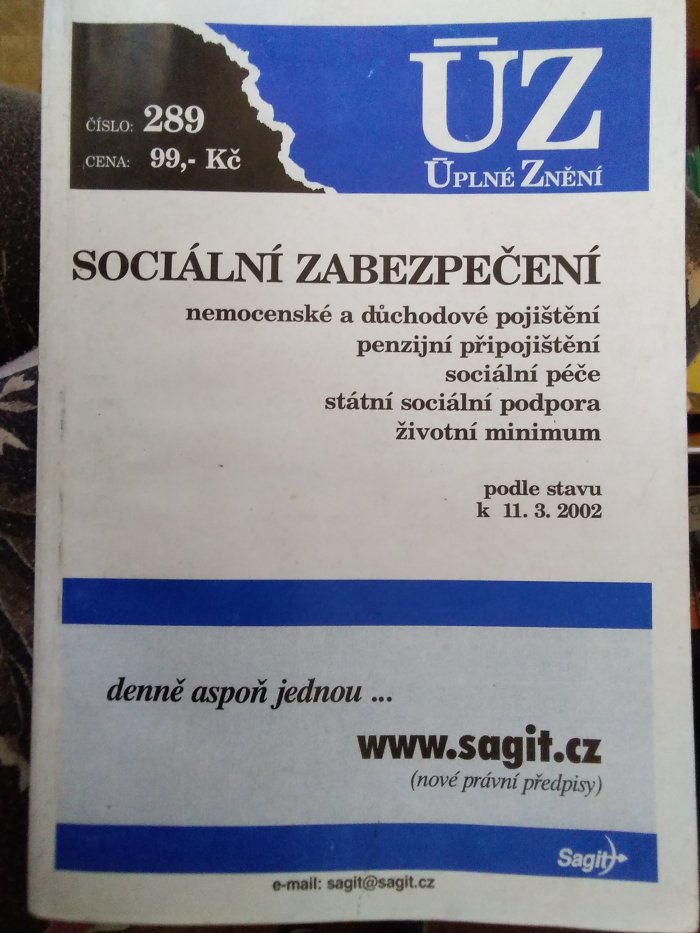 ČÍSLO: 289
CENA: 99,- Kč
ÚZ
ÚPLNÉ ZNĚNÍ
SOCIÁLNÍ ZABEZPEČENÍ
nemocenské a důchodové pojištění
penzijní připojištění
sociální péče
státní sociální podpora
životní minimum
podle stavu
k 11. 3. 2002
denně aspoň jednou ...
www.sagit.cz
(nové právní předpisy)
Sagit
e-mail: sagit@sagit.cz